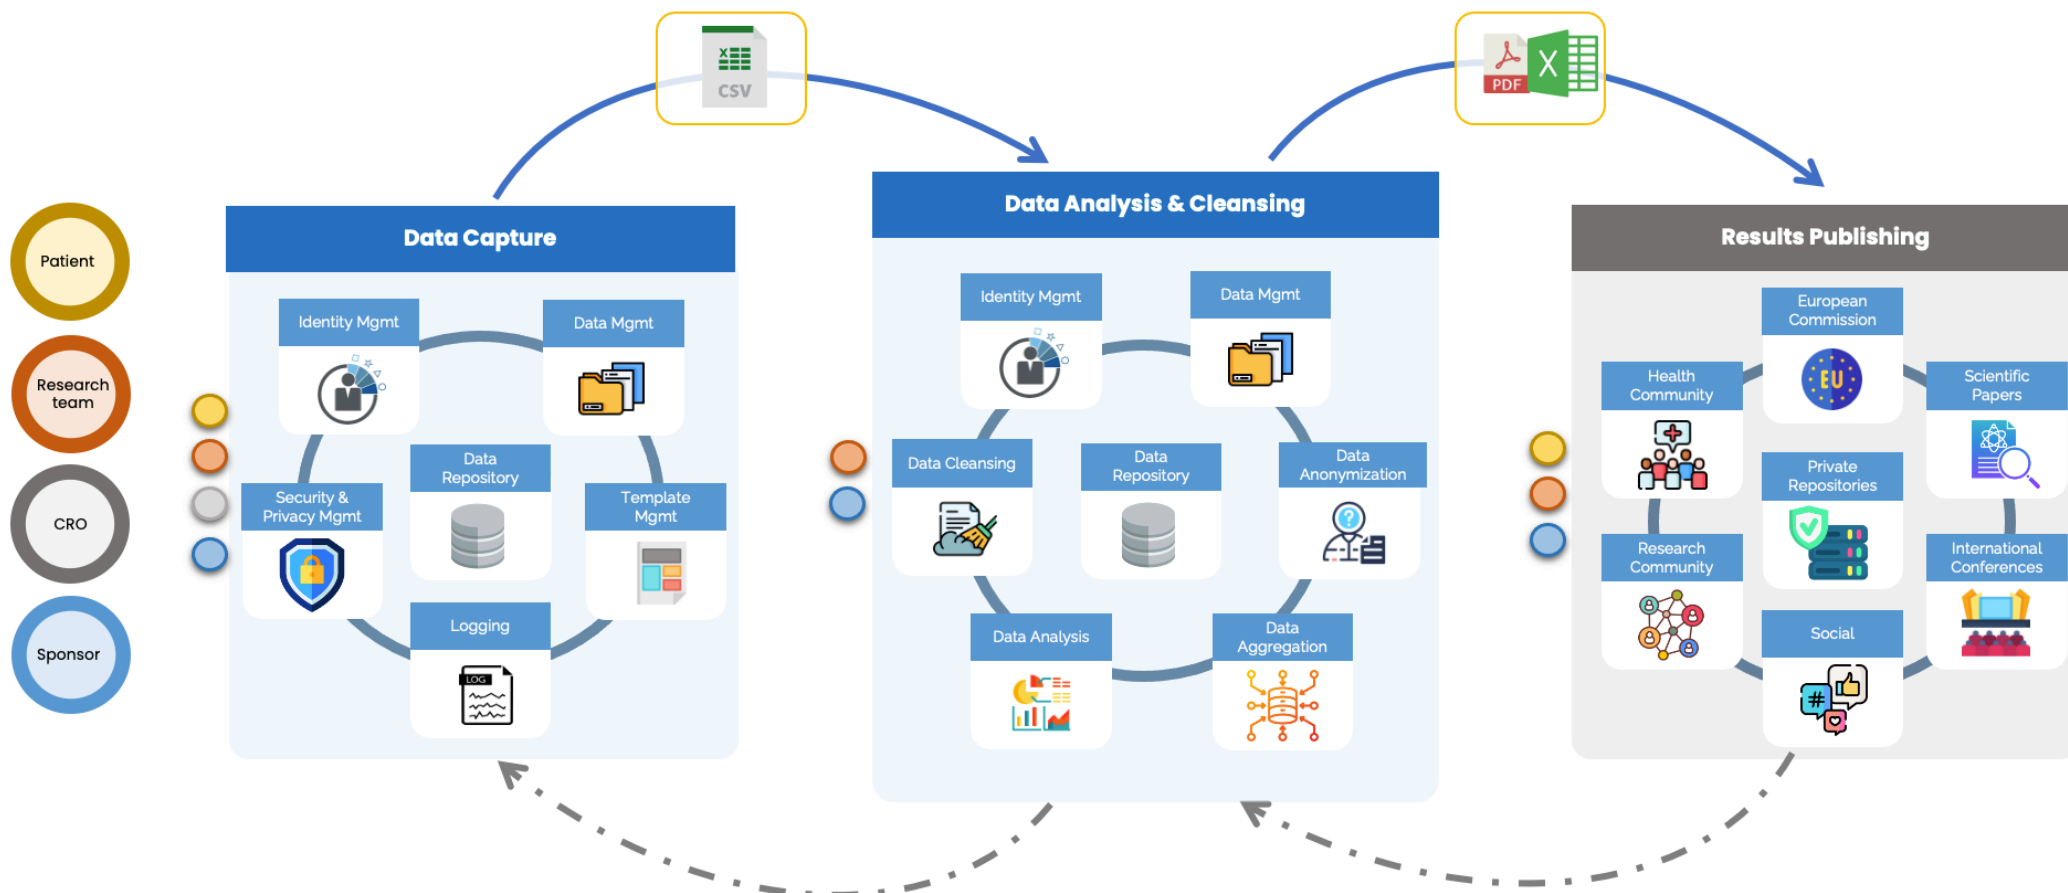 CSV
PDF
X
Patient
Research
team
CRO
Sponsor
Data Capture
Identity Mgmt
Data Mgmt
Data
Repository
Security &
Privacy Mgmt
Template
Mgmt
Logging
LOG
Data Analysis & Cleansing
Identity Mgmt
Data Mgmt
Data Cleansing
Data
Repository
Data
Anonymization
?
Data Analysis
Data
Aggregation
Results Publishing
European
Commission
EU
Health
Community
Scientific
Papers
Private
Repositories
Research
Community
International
Conferences
Social
#